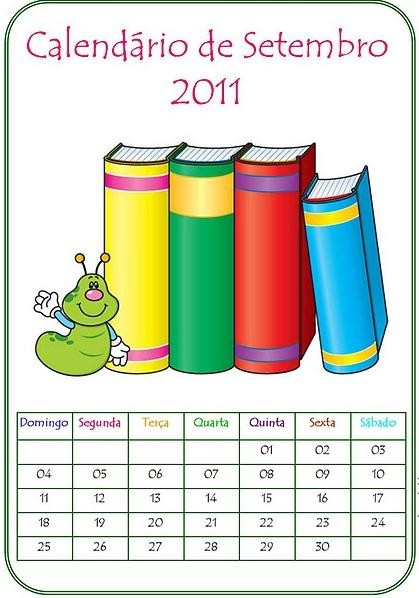 Calendário de Setembro
2011
Domingo Segunda Terça Quarta Quinta Sexta Sábado
01 02 03
04 05 06 07 08 09 10
11 12 13 14 15 16 17
18 19 20 21 22 23 24
25 26 27 28 29 30